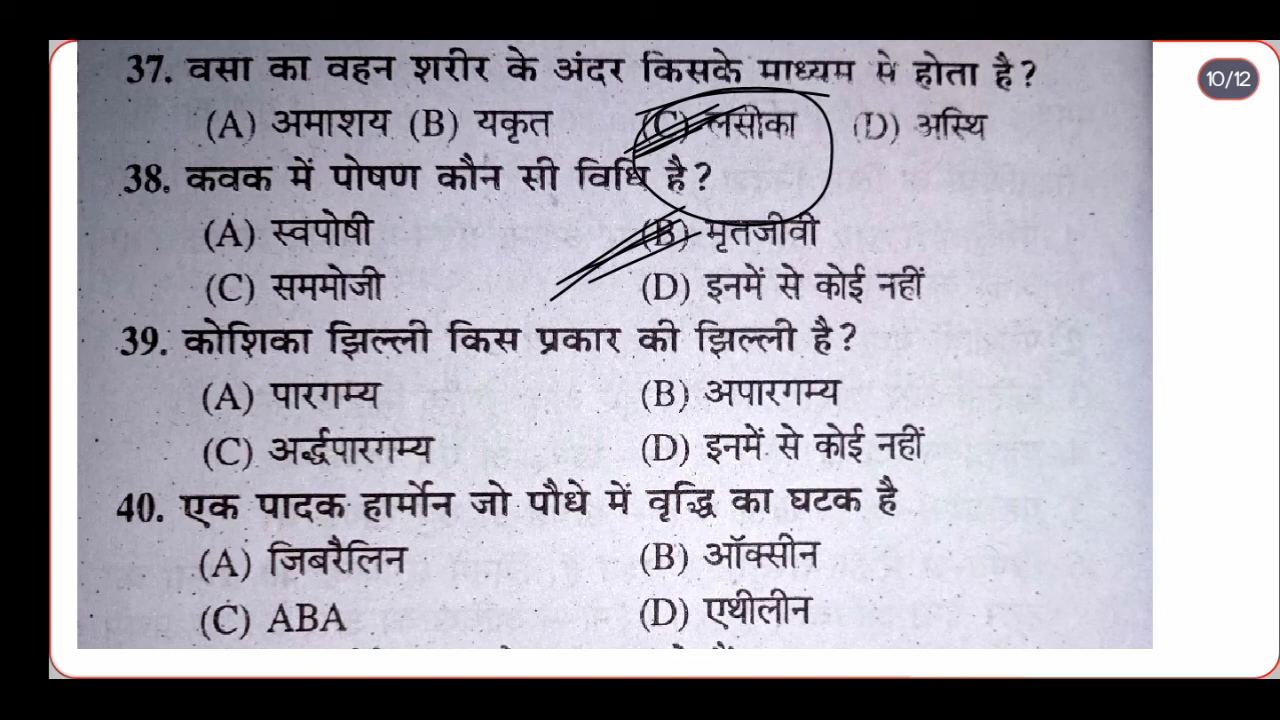 10/12
37. वसा का वहन शरीर के अंदर किसके माध्यम से होता है?
(A) अमाशय (B) यकृत (C) लसीका (D) अस्थि
38. कवक में पोषण कौन सी विधि है?
(A) स्वपोषी (B) मृतजीवी
(C) सममोजी (D) इनमें से कोई नहीं
39. कोशिका झिल्ली किस प्रकार की झिल्ली है?
(A) पारगम्य (B) अपारगम्य
(C) अर्द्धपारगम्य (D) इनमें से कोई नहीं
40. एक पादक हार्मोन जो पौधे में वृद्धि का घटक है
(A) जिबरैलिन (B) ऑक्सीन
(C) ABA (D) एथीलीन